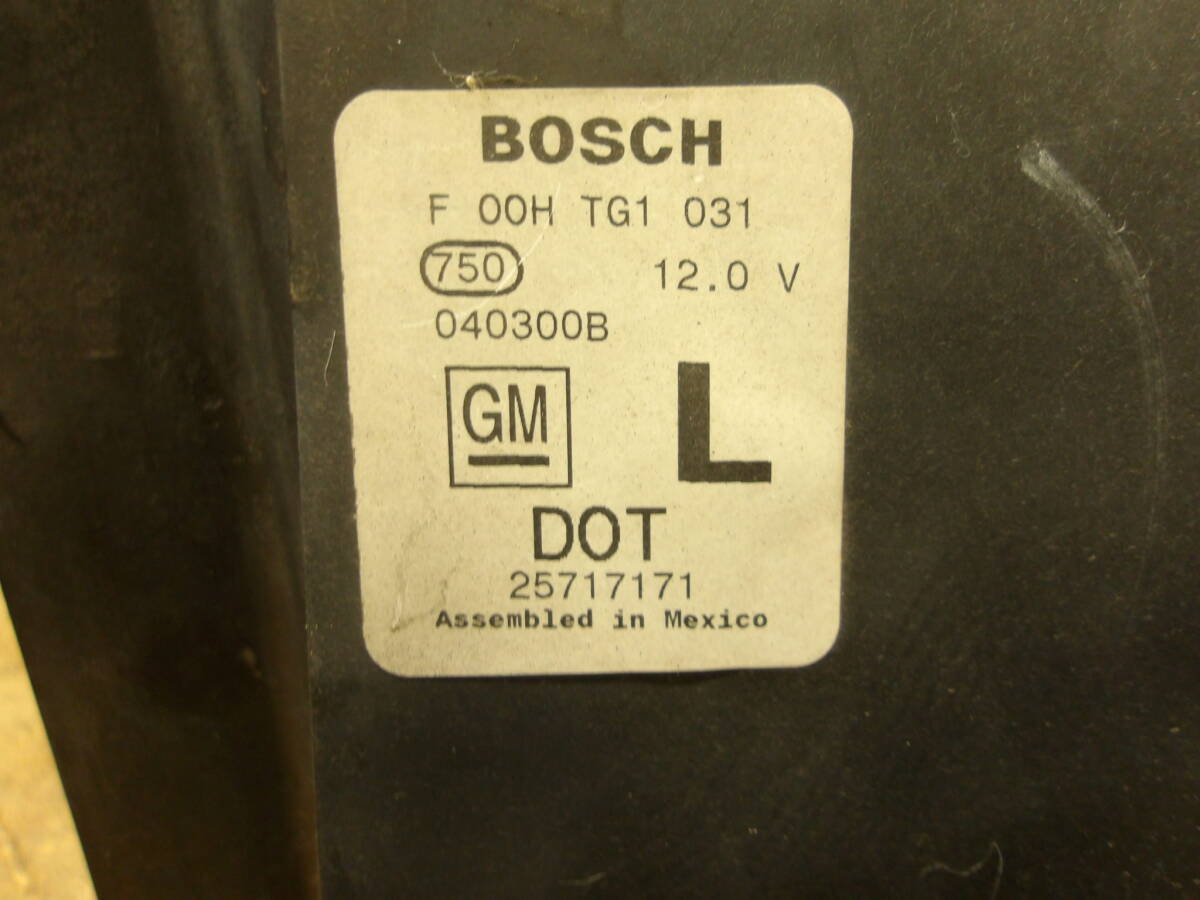 BOSCH
F 00H TG1 031
750 12.0 V
040300B
GM L
DOT
25717171
Assembled in Mexico